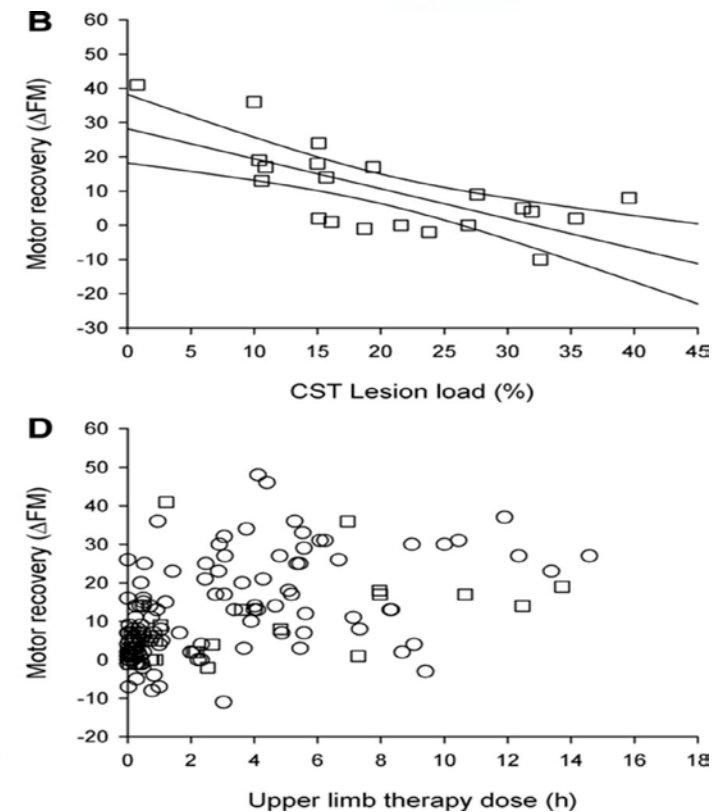 B
60
50
40
30
20
10
0
-10
-20
-30
Motor recovery (ΔFM)
0 5 10 15 20 25 30 35 40 45
CST Lesion load (%)
D
60
50
40
30
20
10
0
-10
-20
Motor recovery (ΔFM)
0 2 4 6 8 10 12 14 16 18
Upper limb therapy dose (h)